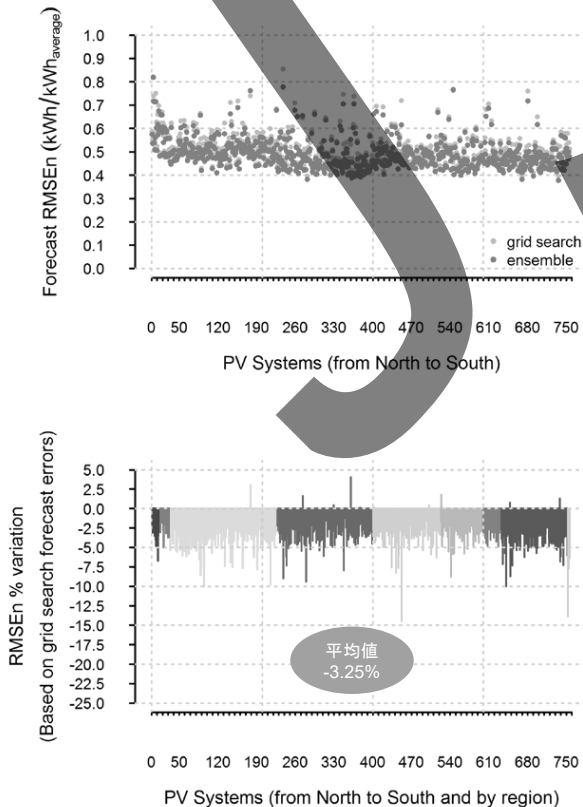 Forecast RMSEn (kWh/kWh average)
1.0
0.9
0.8
0.7
0.6
0.5
0.4
0.3
0.2
0.1
0.0
grid search
ensemble
0 50 120 190 260 330 400 470 540 610 680 750
PV Systems (from North to South)
RMSEn % variation
(Based on grid search forecast errors)
5.0
2.5
0.0
-2.5
-5.0
-7.5
-10.0
-12.5
-15.0
-17.5
-20.0
-22.5
-25.0
平均値
-3.25%
0 50 120 190 260 330 400 470 540 610 680 750
PV Systems (from North to South and by region)